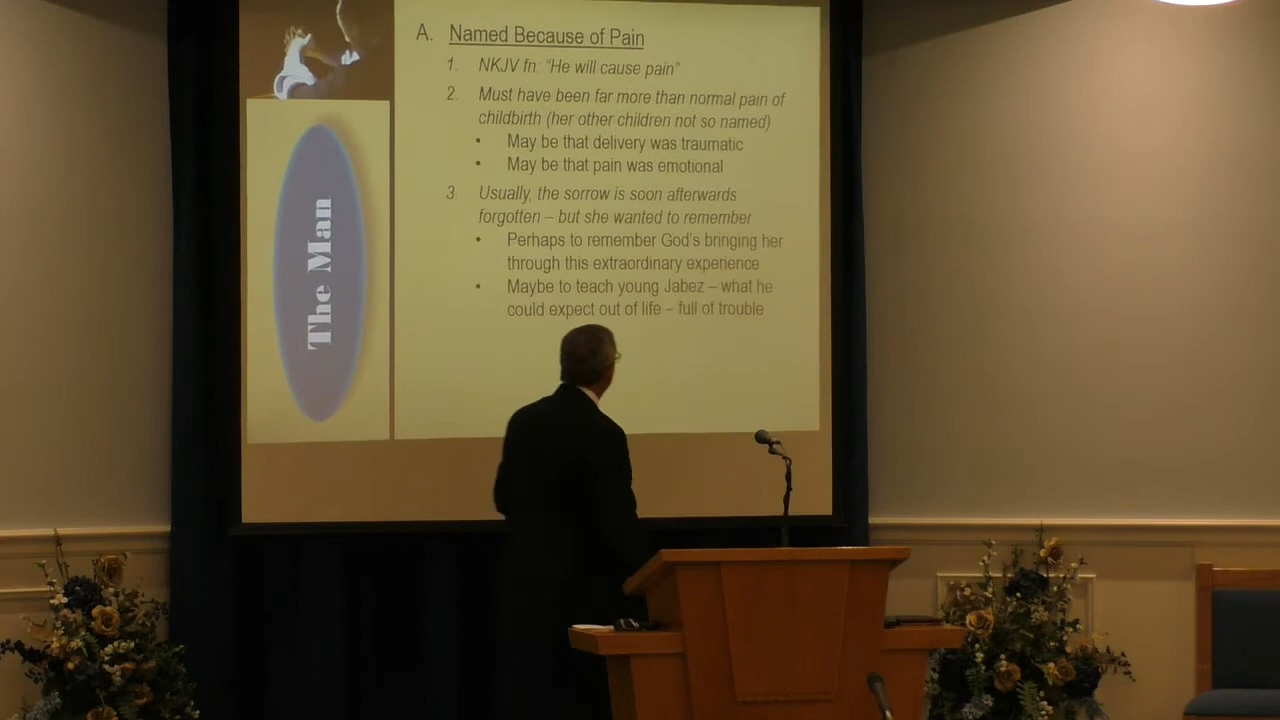 A. Named Because of Pain
1. NKJV fn: "He will cause pain"
2. Must have been far more than normal pain of
childbirth (her other children not so named)
• May be that delivery was traumatic
• May be that pain was emotional
3. Usually, the sorrow is soon afterwards
forgotten – but she wanted to remember
• Perhaps to remember God's bringing her
through this extraordinary experience
• Maybe to teach young Jabez – what he
could expect out of life – full of trouble
The Man